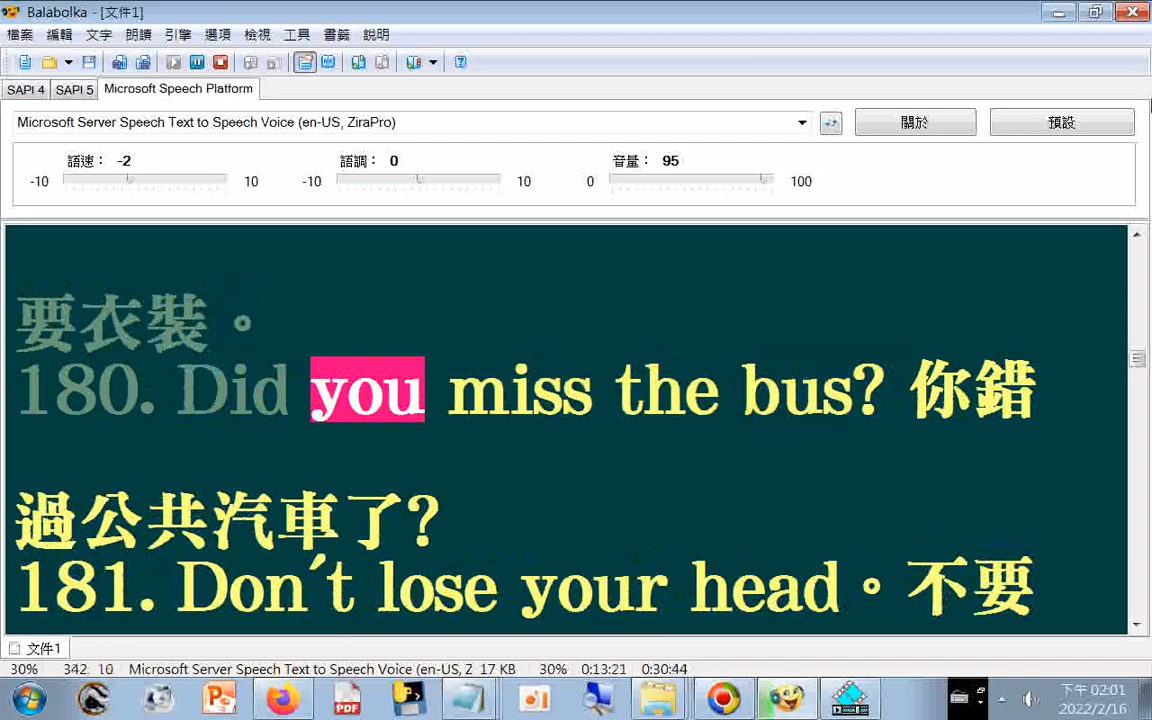 Balabolka - [文件1]
檔案 編輯 文字 朗讀 引擎 選項 檢視 工具 書籤 說明
SAPI 4 SAPI 5 Microsoft Speech Platform
Microsoft Server Speech Text to Speech Voice (en-US, ZiraPro) 關於 預設
語速： -2 語調： 0 音量： 95
-10 10 -10 10 0 100
要衣裝。
180. Did you miss the bus? 你錯
過公共汽車了?
181. Don't lose your head。不要
文件1
30% 342 10 Microsoft Server Speech Text to Speech Voice (en-US, Z 17 KB 30% 0:13:21 0:30:44
PDF
下午 02:01
2022/2/16